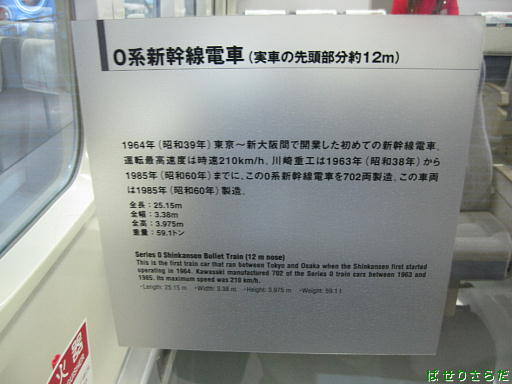 0系新幹線電車(実車の先頭部分約12m)
1964年(昭和39年)東京〜新大阪間で開業した初めての新幹線電車。
運転最高速度は時速210km/h。川崎重工は1963年(昭和38年)から
1985年(昭和60年)までに、この0系新幹線電車を702両製造。この車両
は1985年(昭和60年)製造。
全長:25.15m
全幅:3.38m
全高:3.975m
重量:59.1トン
Series 0 Shinkansen Bullet Train (12 m nose)
This is the first train car that ran between Tokyo and Osaka when the Shinkansen first started
operating in 1964. Kawasaki manufactured 702 of the Series 0 train cars between 1963 and
1985. Its maximum speed was 210 km/h.
・Length: 25.15 m ・Width: 3.38 m ・Height: 3.975 m ・Weight: 59.1 t
火器
ぱせりさらだ